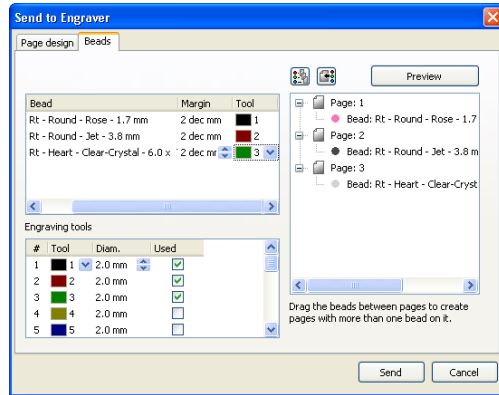 Send to Engraver
Page design Beads
Preview
Bead Margin Tool
Rt - Round - Rose - 1.7 mm 2 dec mm 1
Rt - Round - Jet - 3.8 mm 2 dec mm 2
Rt - Heart - Clear-Crystal - 6.0 x 2 dec mr 3
Page: 1
Bead: Rt - Round - Rose - 1.7
Page: 2
Bead: Rt - Round - Jet - 3.8 m
Page: 3
Bead: Rt - Heart - Clear-Cryst
Engraving tools
# Tool Diam. Used
1 1 2.0 mm
2 2 2.0 mm
3 3 2.0 mm
4 4 2.0 mm
5 5 2.0 mm
Drag the beads between pages to create
pages with more than one bead on it.
Send Cancel